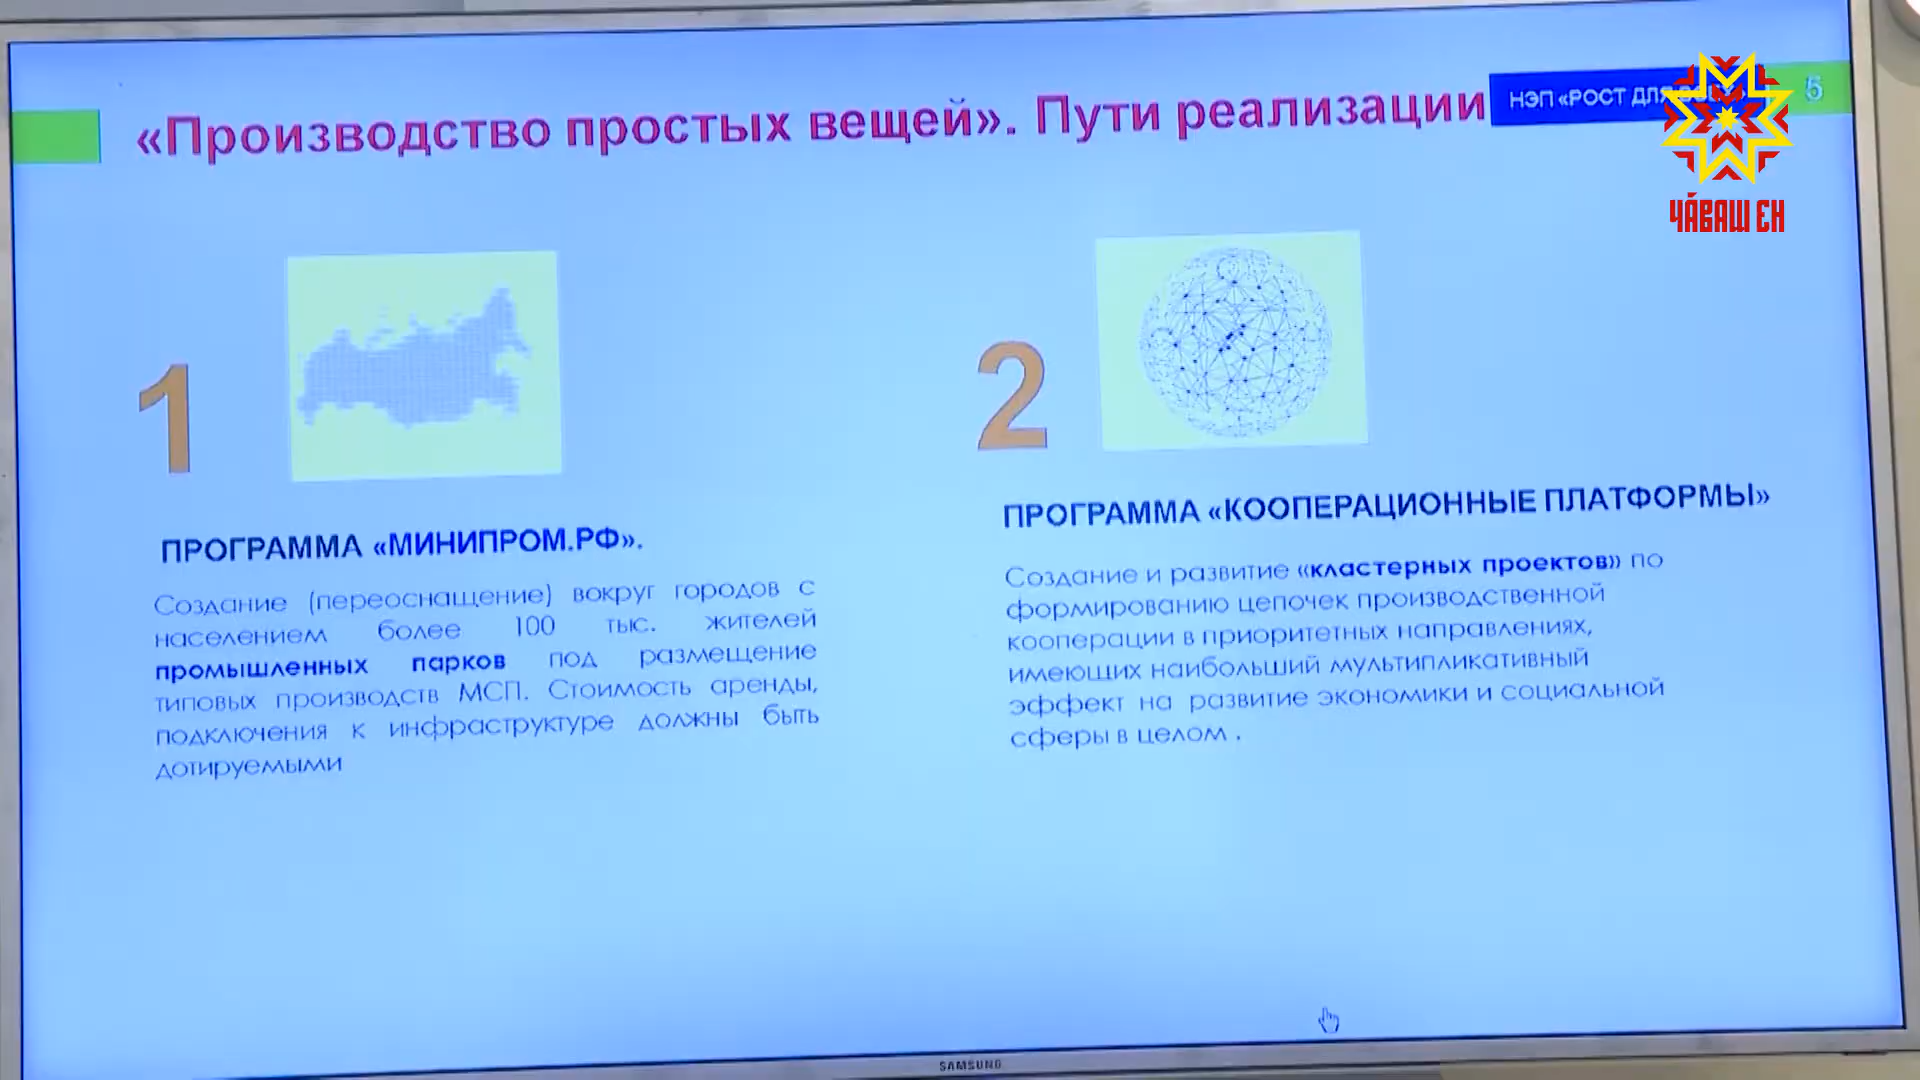 «Производство простых вещей». Пути реализации
НЭП «РОСТ ДЛЯ
5
ЧӐВАШ ЕН
1
2
ПРОГРАММА «МИНИПРОМ.РФ».
Создание (переоснащение) вокруг городов с
населением более 100 тыс. жителей
промышленных парков под размещение
типовых производств МСП. Стоимость аренды,
подключения к инфраструктуре должны быть
дотируемыми
ПРОГРАММА «КООПЕРАЦИОННЫЕ ПЛАТФОРМЫ»
Создание и развитие «кластерных проектов» по
формированию цепочек производственной
кооперации в приоритетных направлениях,
имеющих наибольший мультипликативный
эффект на развитие экономики и социальной
сферы в целом .
SAMSUNG